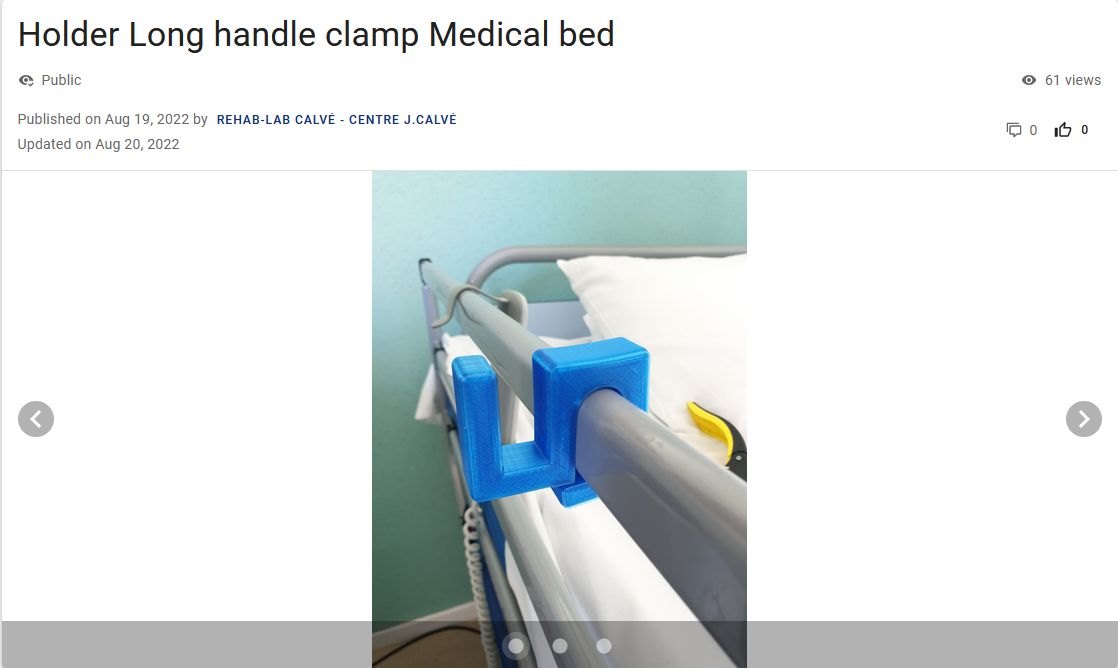 Holder Long handle clamp Medical bed
Public
61 views
Published on Aug 19, 2022 by REHAB-LAB CALVÉ - CENTRE J.CALVÉ
Updated on Aug 20, 2022
0 0